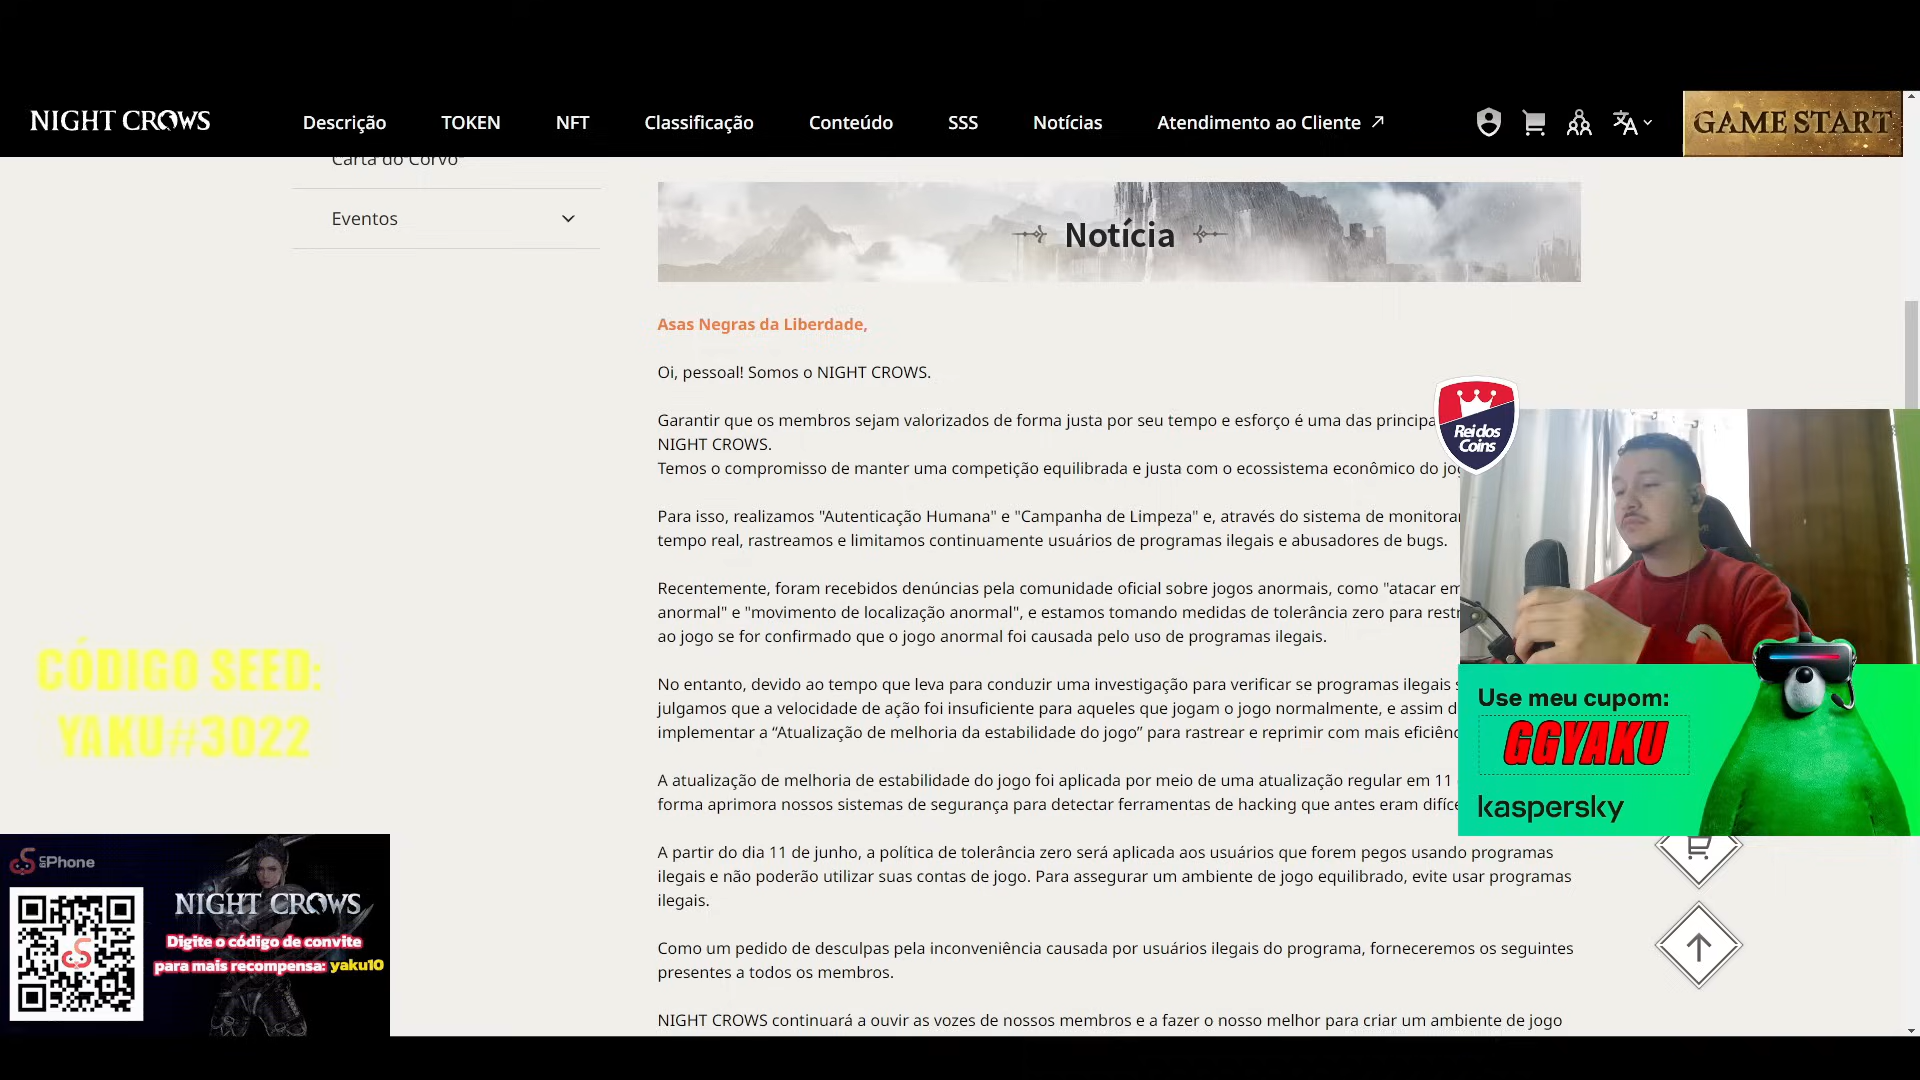 NIGHT CROWS
Descrição TOKEN NFT Classificação Conteúdo SSS Notícias Atendimento ao Cliente
GAME START
Carta do Corvo
Eventos
Notícia
Asas Negras da Liberdade,
Oi, pessoal! Somos o NIGHT CROWS.
Garantir que os membros sejam valorizados de forma justa por seu tempo e esforço é uma das
NIGHT CROWS.
Temos o compromisso de manter uma competição equilibrada e justa com o ecossistema econômico do
Para isso, realizamos "Autenticação Humana" e "Campanha de Limpeza" e, através do sistema de
tempo real, rastreamos e limitamos continuamente usuários de programas ilegais e abusadores de bugs.
Recentemente, foram recebidos denúncias pela comunidade oficial sobre jogos anormais, como "atacar em
anormal" e "movimento de localização anormal", e estamos tomando medidas de tolerância zero para
ao jogo se for confirmado que o jogo anormal foi causada pelo uso de programas ilegais.
No entanto, devido ao tempo que leva para conduzir uma investigação para verificar se programas ilegais
julgamos que a velocidade de ação foi insuficiente para aqueles que jogam o jogo normalmente, e assim
implementar a “Atualização de melhoria da estabilidade do jogo” para rastrear e reprimir com mais
A atualização de melhoria de estabilidade do jogo foi aplicada por meio de uma atualização regular em 11
forma aprimora nossos sistemas de segurança para detectar ferramentas de hacking que antes eram
A partir do dia 11 de junho, a política de tolerância zero será aplicada aos usuários que forem pegos usando programas
ilegais e não poderão utilizar suas contas de jogo. Para assegurar um ambiente de jogo equilibrado, evite usar programas
ilegais.
Como um pedido de desculpas pela inconveniência causada por usuários ilegais do programa, forneceremos os seguintes
presentes a todos os membros.
NIGHT CROWS continuará a ouvir as vozes de nossos membros e a fazer o nosso melhor para criar um ambiente de jogo
Rei dos
Coins
Use meu cupom:
GGYAKU
kaspersky
CÓDIGO SEED:
YAKU#3022
UgPhone
NIGHT CROWS
Digite o código de convite
para mais recompensa: yaku10